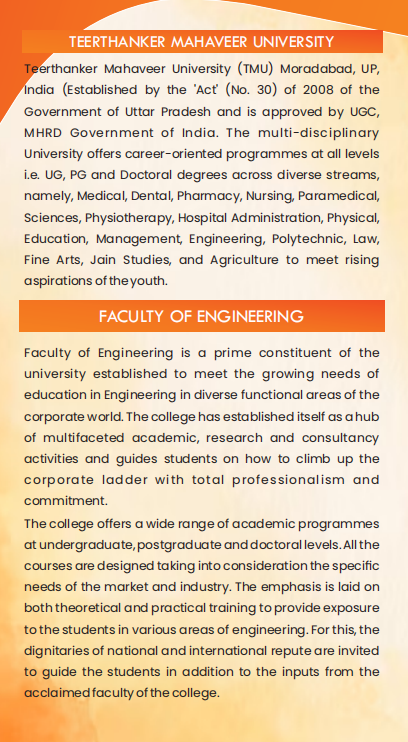 TEERTHANKER MAHAVEER UNIVERSITY
Teerthanker Mahaveer University (TMU) Moradabad, UP,
India (Established by the 'Act' (No. 30) of 2008 of the
Government of Uttar Pradesh and is approved by UGC,
MHRD Government of India. The multi-disciplinary
University offers career-oriented programmes at all levels
i.e. UG, PG and Doctoral degrees across diverse streams,
namely, Medical, Dental, Pharmacy, Nursing, Paramedical,
Sciences, Physiotherapy, Hospital Administration, Physical,
Education, Management, Engineering, Polytechnic, Law,
Fine Arts, Jain Studies, and Agriculture to meet rising
aspirations of the youth.
FACULTY OF ENGINEERING
Faculty of Engineering is a prime constituent of the
university established to meet the growing needs of
education in Engineering in diverse functional areas of the
corporate world. The college has established itself as a hub
of multifaceted academic, research and consultancy
activities and guides students on how to climb up the
corporate ladder with total professionalism and
commitment.
The college offers a wide range of academic programmes
at undergraduate, postgraduate and doctoral levels. All the
courses are designed taking into consideration the specific
needs of the market and industry. The emphasis is laid on
both theoretical and practical training to provide exposure
to the students in various areas of engineering. For this, the
dignitaries of national and international repute are invited
to guide the students in addition to the inputs from the
acclaimed faculty of the college.